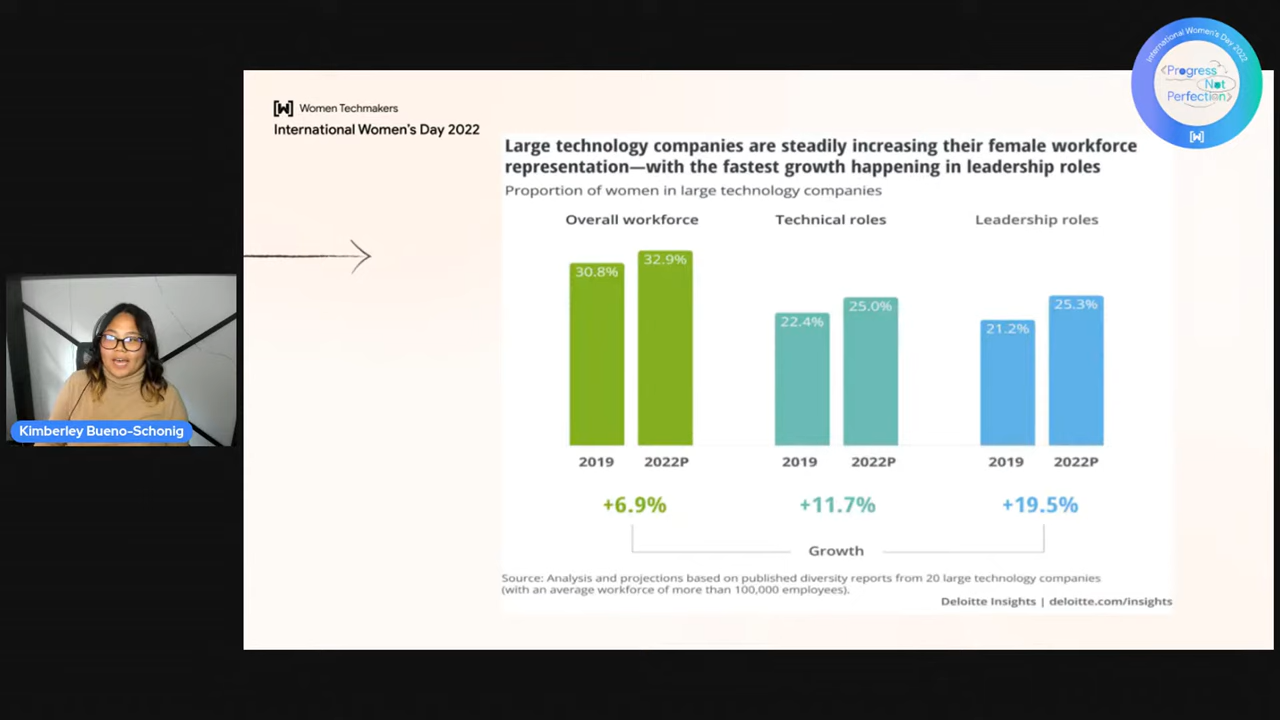 International Women's Day 2022
<Progress
Not
Perfection>
[W]
[W] Women Techmakers
International Women's Day 2022
Large technology companies are steadily increasing their female workforce
representation—with the fastest growth happening in leadership roles
Proportion of women in large technology companies
Overall workforce Technical roles Leadership roles
30.8% 32.9% 22.4% 25.0% 21.2% 25.3%
2019 2022P 2019 2022P 2019 2022P
+6.9% +11.7% +19.5%
Growth
Source: Analysis and projections based on published diversity reports from 20 large technology companies
(with an average workforce of more than 100,000 employees).
Deloitte Insights | deloitte.com/insights
Kimberley Bueno-Schonig